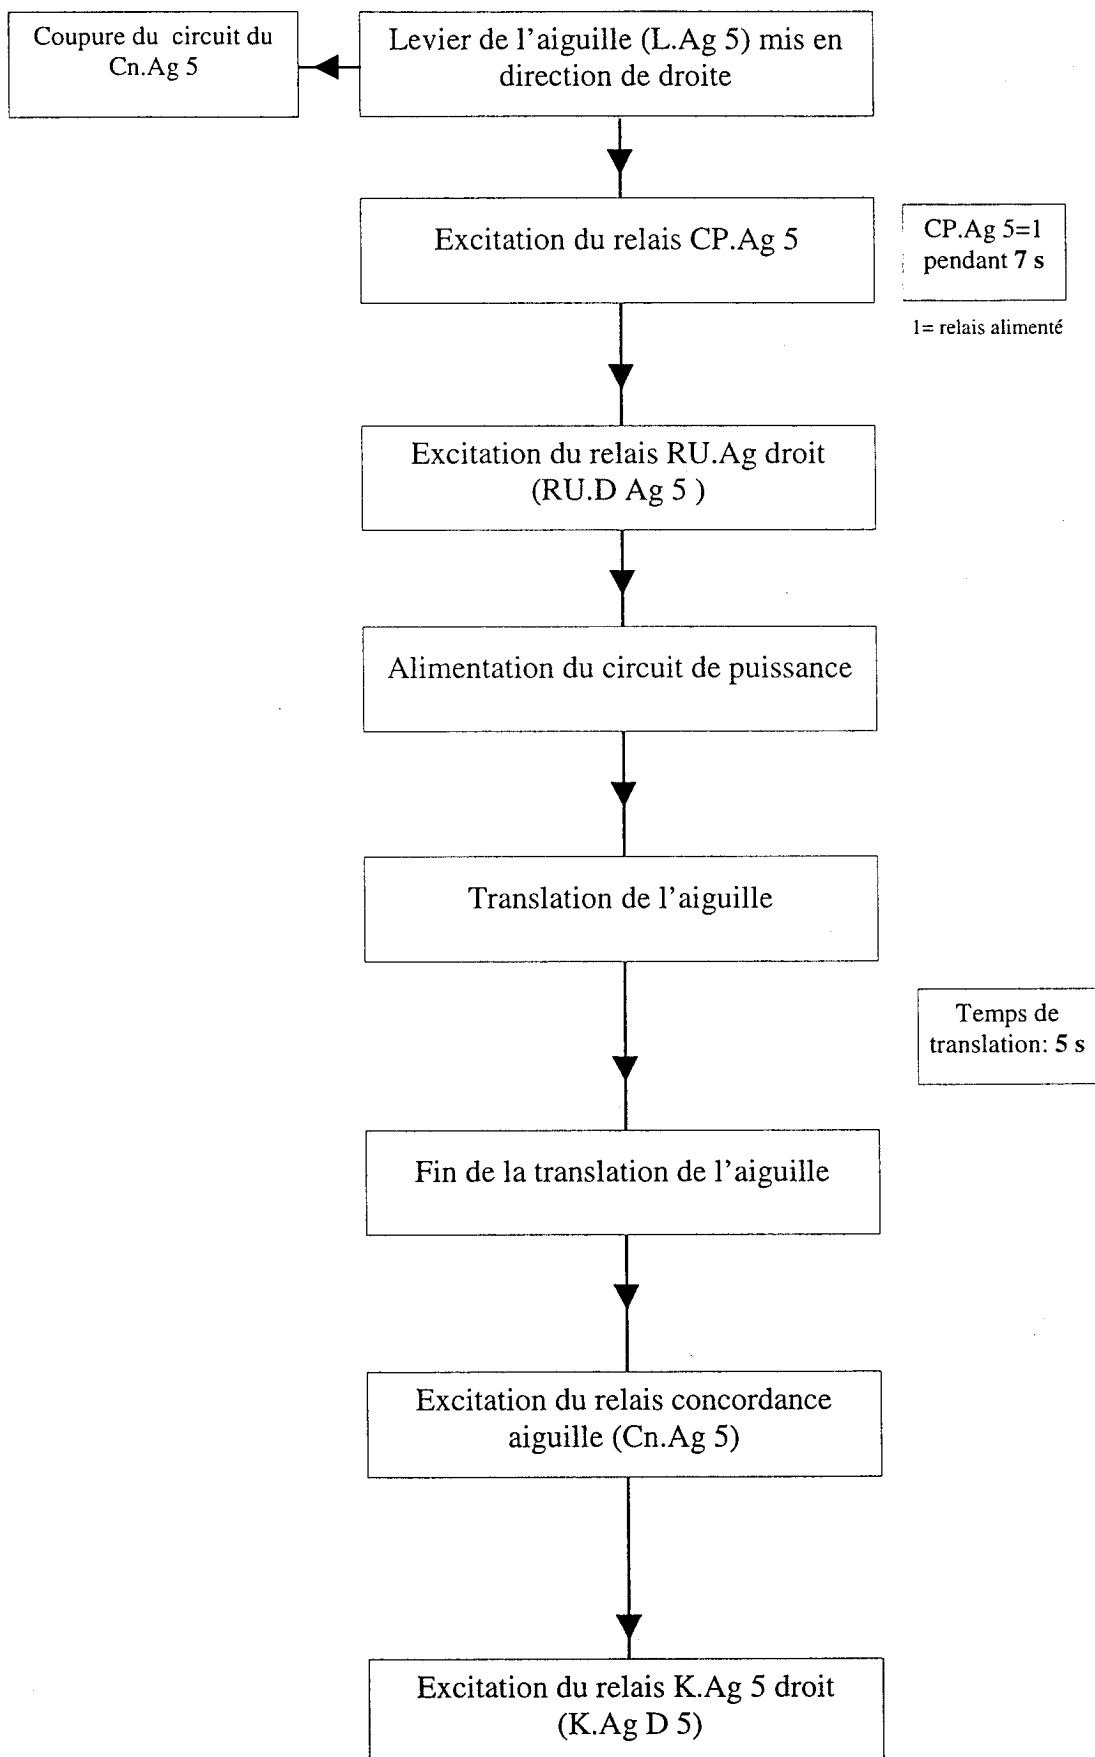 Coupure du circuit du
Cn.Ag 5
Levier de l'aiguille (L.Ag 5) mis en
direction de droite
Excitation du relais CP.Ag 5
CP.Ag 5=1
pendant 7 s
1= relais alimenté
Excitation du relais RU.Ag droit
(RU.D Ag 5 )
Alimentation du circuit de puissance
Translation de l'aiguille
Temps de
translation: 5 s
Fin de la translation de l'aiguille
Excitation du relais concordance
aiguille (Cn.Ag 5)
Excitation du relais K.Ag 5 droit
(K.Ag D 5)